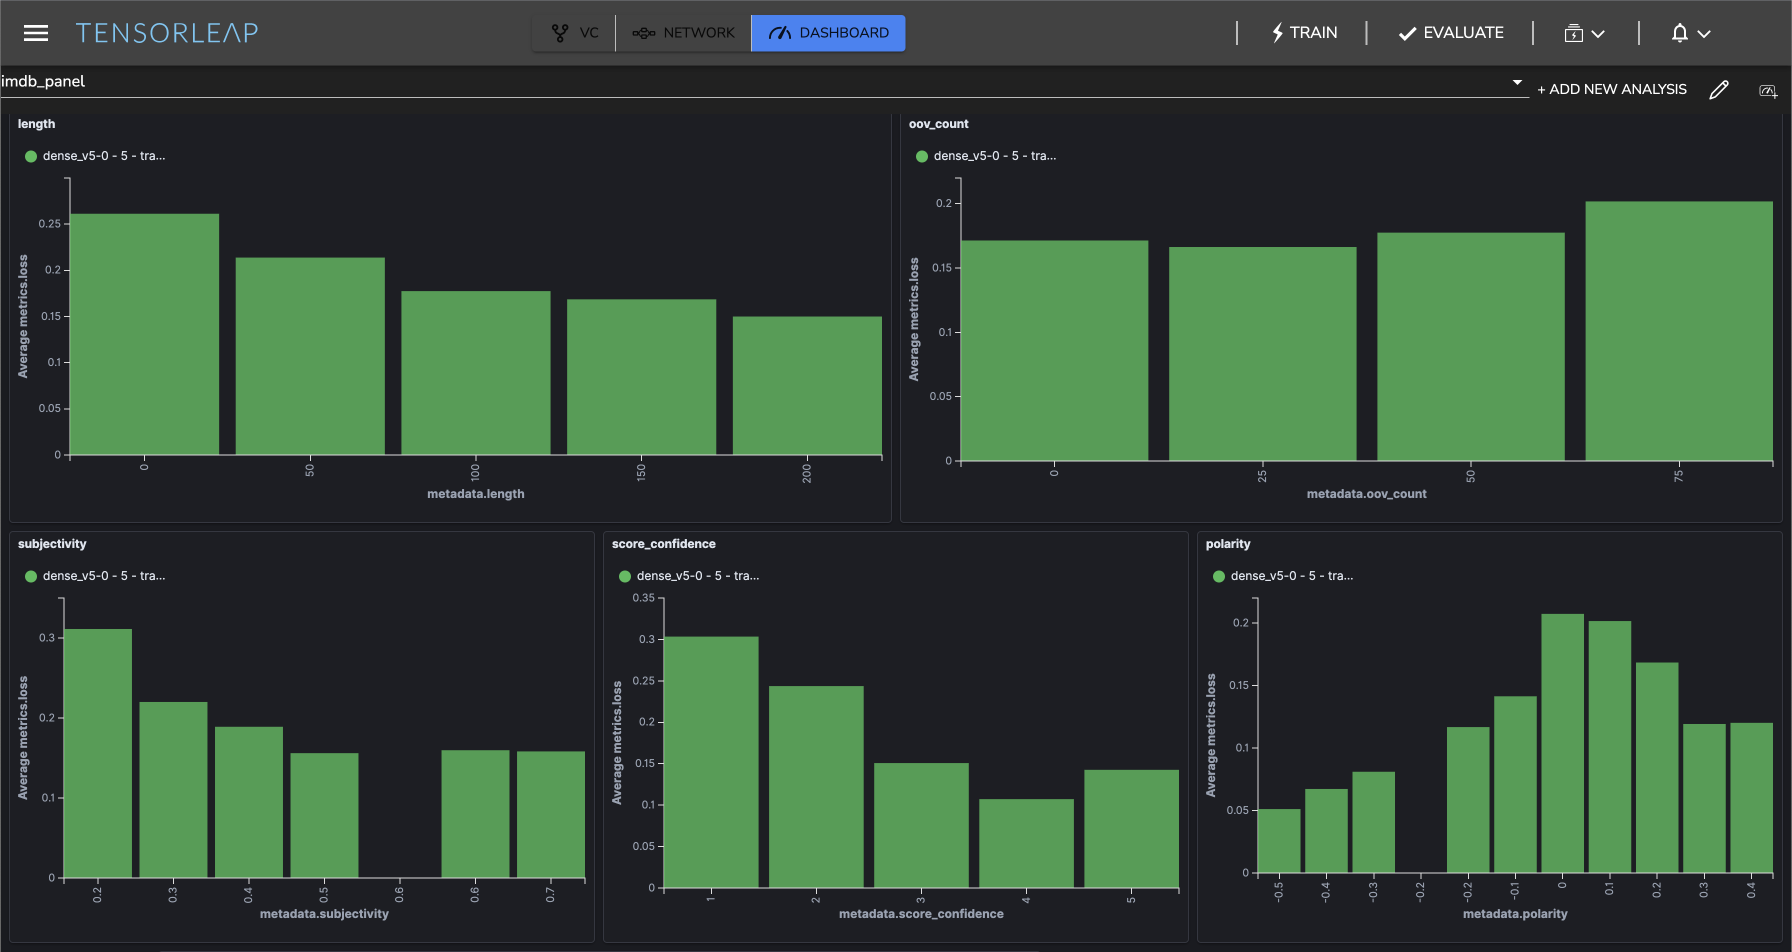 TENSORLEAP
VC
NETWORK
DASHBOARD
TRAIN
EVALUATE
imdb_panel
+ ADD NEW ANALYSIS
length
dense_v5-0 - 5 - tra...
Average metrics.loss
0.25
0.2
0.15
0.1
0.05
0
0 50 100 150 200
metadata.length
oov_count
dense_v5-0 - 5 - tra...
Average metrics.loss
0.2
0.15
0.1
0.05
0
0 25 50 75
metadata.oov_count
subjectivity
dense_v5-0 - 5 - tra...
Average metrics.loss
0.3
0.2
0.1
0
0.2 0.3 0.4 0.5 0.6 0.6 0.7
metadata.subjectivity
score_confidence
dense_v5-0 - 5 - tra...
Average metrics.loss
0.35
0.3
0.25
0.2
0.15
0.1
0.05
0
1 2 3 4 5
metadata.score_confidence
polarity
dense_v5-0 - 5 - tra...
Average metrics.loss
0.2
0.15
0.1
0.05
0
-0.5 -0.4 -0.3 -0.2 -0.2 -0.1 0 0.1 0.2 0.3 0.4
metadata.polarity